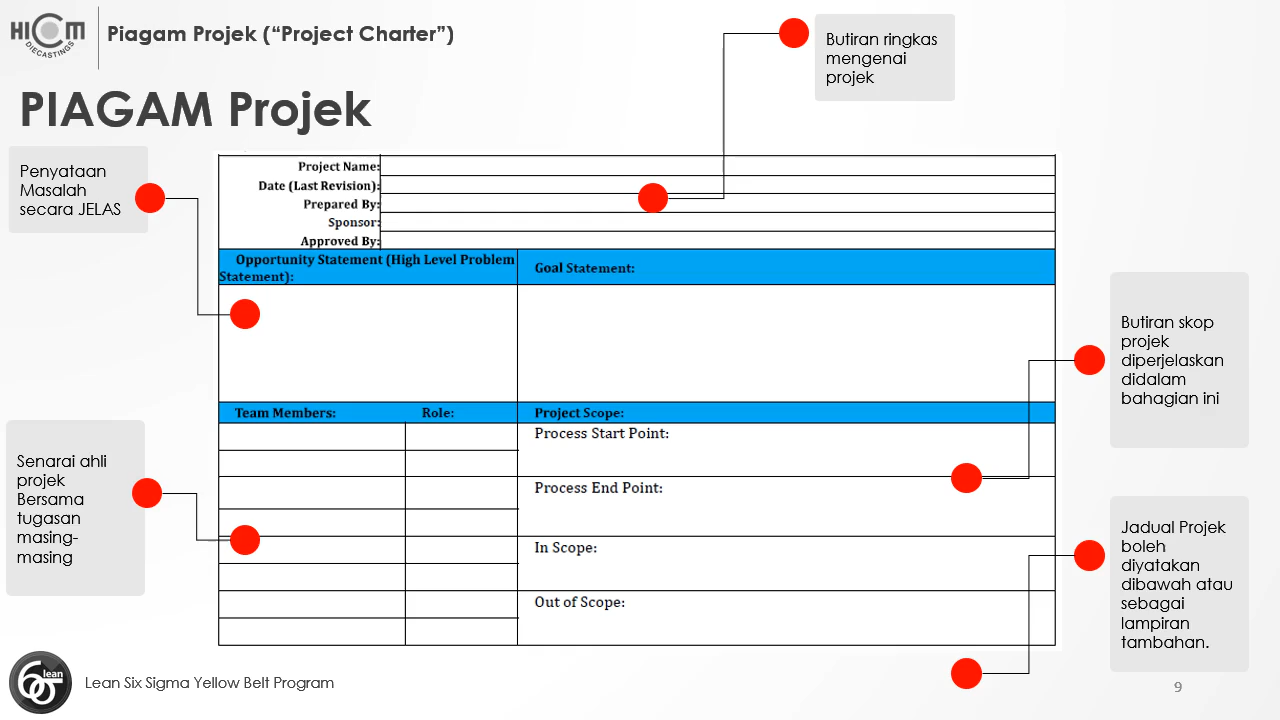 HICOM
DIECASTINGS
Piagam Projek (“Project Charter”)
PIAGAM Projek
Butiran ringkas
mengenai
projek
Penyataan
Masalah
secara JELAS
Project Name:
Date (Last Revision):
Prepared By:
Sponsor:
Approved By:
Opportunity Statement (High Level Problem
Statement):
Goal Statement:
Butiran skop
projek
diperjelaskan
didalam
bahagian ini
Team Members:
Role:
Project Scope:
Process Start Point:
Process End Point:
In Scope:
Out of Scope:
Senarai ahli
projek
Bersama
tugasan
masing-
masing
Jadual Projek
boleh
diyatakan
dibawah atau
sebagai
lampiran
tambahan.
lean
Lean Six Sigma Yellow Belt Program
9